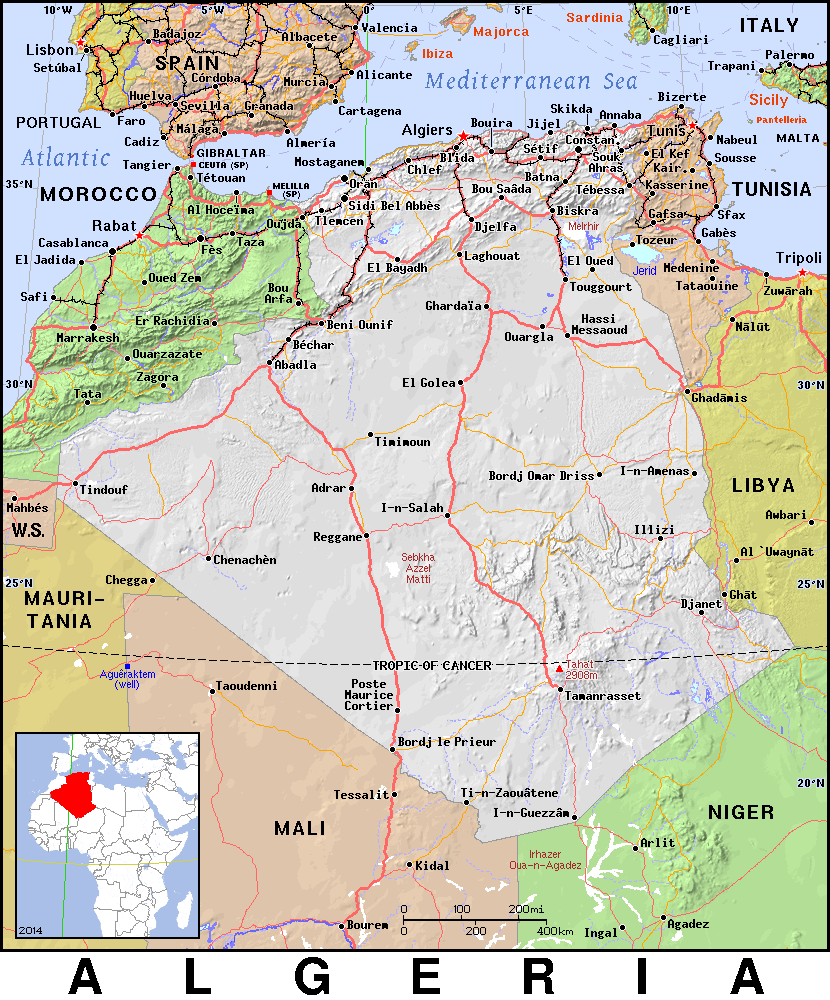 10°W
5°W
0°
5°E
10°E
Valencia
Majorca
Sardinia
ITALY
Badajoz
Albacete
Lisbon
Setúbal
SPAIN
Ibiza
Cagliari
Palermo
Trapani
Alicante
Murcia
Córdoba
Mediterranean Sea
Sicily
Huelva
Sevilla
Granada
Cartagena
Skikda
Annaba
Bizerte
Pantelleria
PORTUGAL
Faro
Málaga
Almería
Algiers
Bouira
Jijel
Tunis
MALTA
Cadiz
Constan.
Nabeul
Atlantic
GIBRALTAR
CEUTA (SP)
Mostaganem
Blida
Sétif
Souk
Ahras
El Kef
Sousse
Tangier
Tétouan
MELILLA
(SP)
Chlef
Kair.
35°N
Oran
Batna
Tébessa
Kasserine
TUNISIA
MOROCCO
Al Hoceima
Sidi Bel Abbès
Bou Saâda
Biskra
Gafsa
Sfax
Rabat
Oujda
Tlemcen
Djelfa
Melrhir
Gabès
Casablanca
Fès
Taza
Tozeur
El Jadida
El Bayadh
Laghouat
El Oued
Jerid
Medenine
Tripoli
Oued Zem
Bou
Arfa
Touggourt
Tataouine
Zuwārah
Safi
Ghardaïa
Hassi
Messaoud
Er Rachidia
Beni Ounif
Ouargla
Nālūt
Marrakesh
Béchar
Ouarzazate
Abadla
30°N
Zagora
El Golea
30°N
Tata
Ghadāmis
Timimoun
Bordj Omar Driss
I-n-Amenas
Tindouf
Adrar
LIBYA
Mahbés
I-n-Salah
Awbari
W.S.
Reggane
Illizi
Chenachèn
Sebkha
Azzel
Matti
Al `Uwaynāt
Chegga
25°N
25°N
MAURI-
TANIA
Ghāt
Djanet
TROPIC OF CANCER
Aguêraktem
(well)
Tahat
2908m
Taoudenni
Poste
Maurice
Cortier
Tamanrasset
Bordj le Prieur
20°N
Tessalit
Ti-n-Zaouâtene
I-n-Guezzâm
NIGER
MALI
Arlit
Kidal
Irhazer
Oua-n-Agadez
0
100
200mi
0
200
400km
Bourem
Agadez
Ingal
2014
A L G E R I A